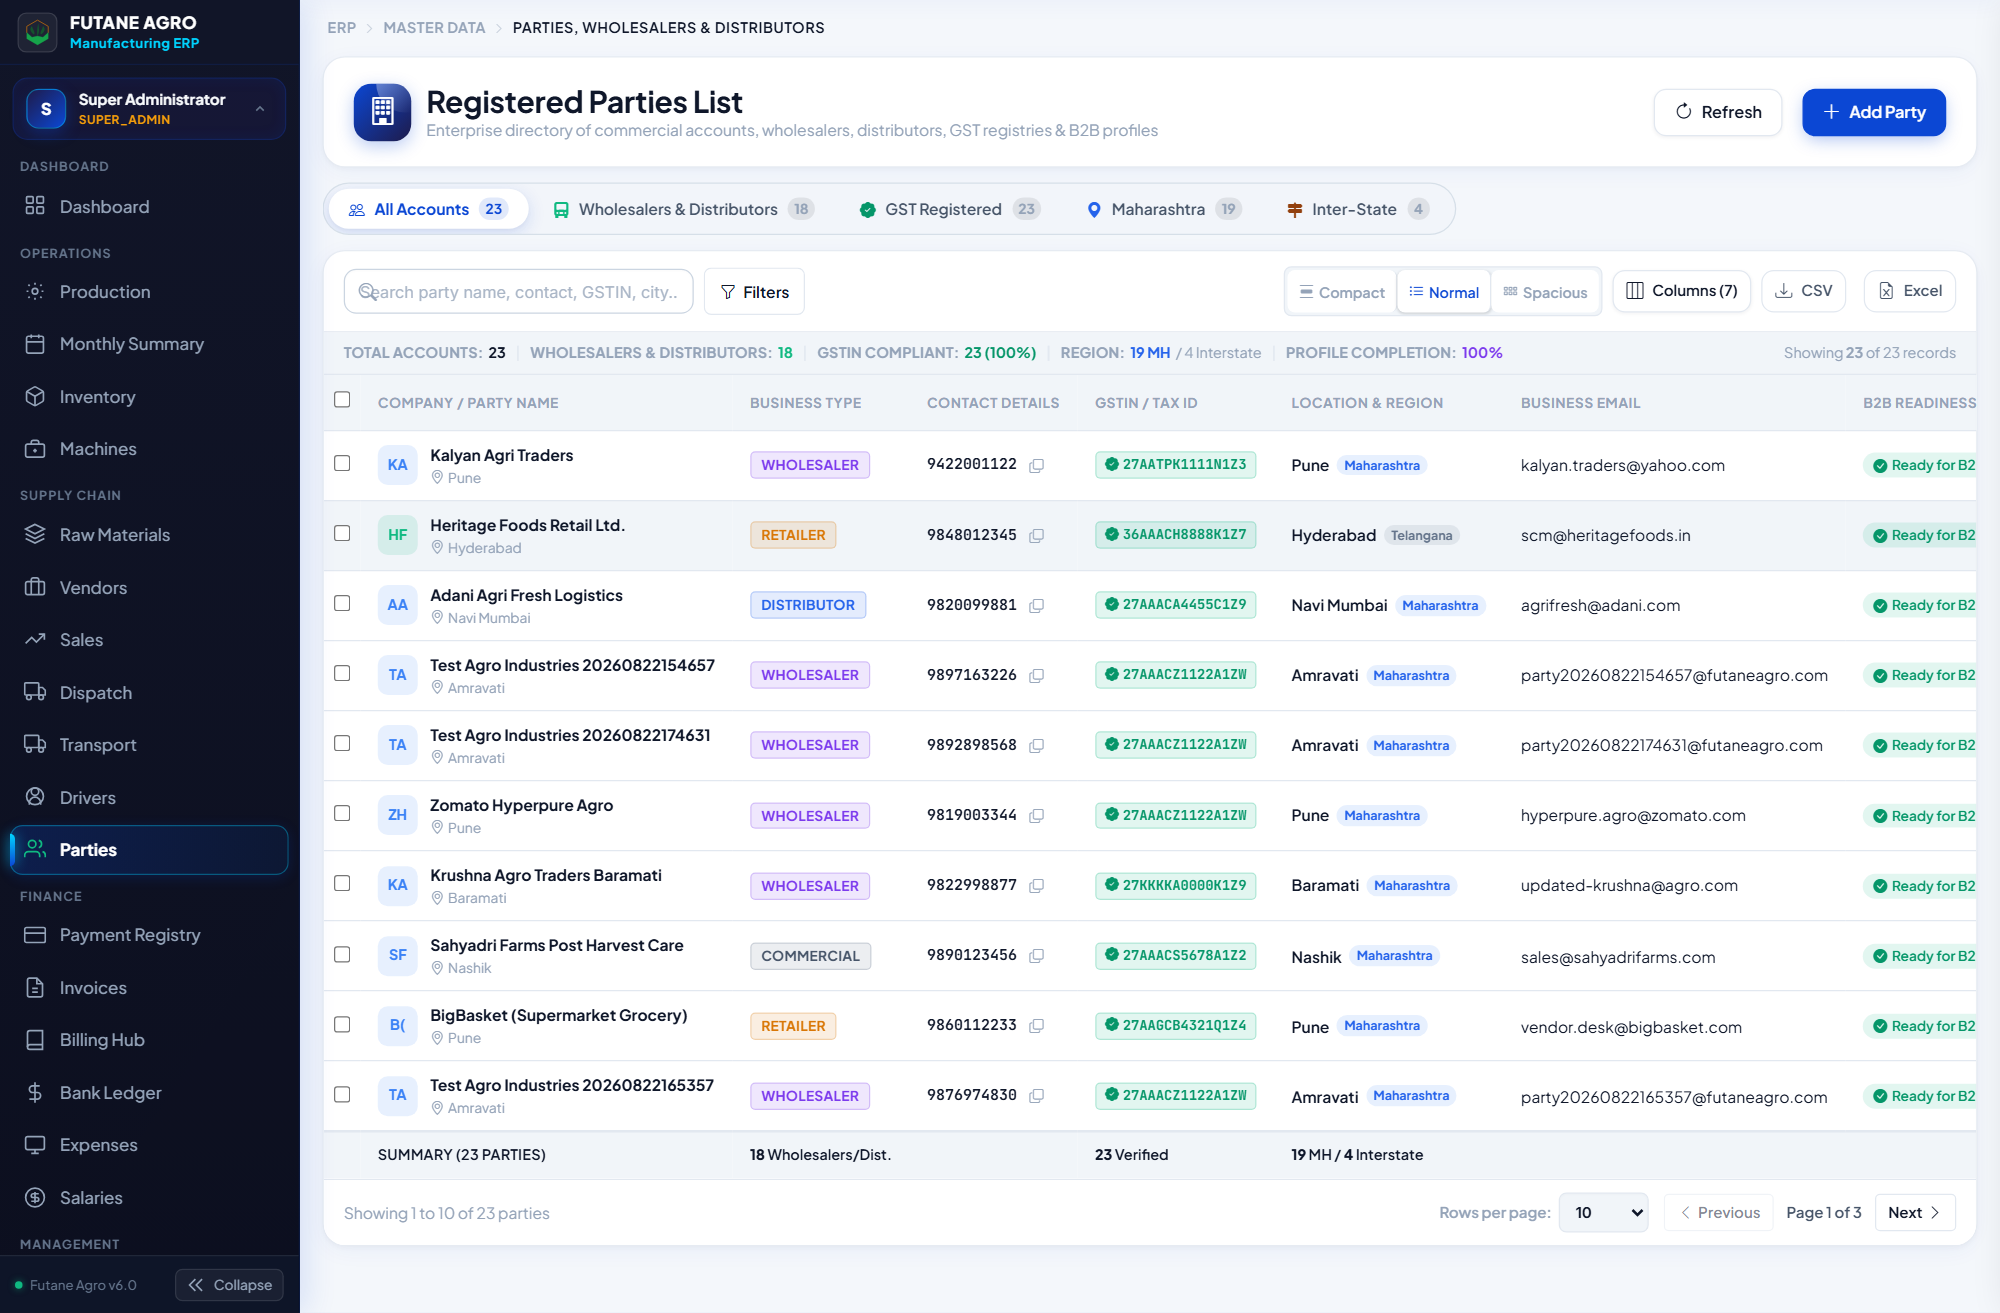 FUTANE AGRO
Manufacturing ERP
S
Super Administrator
SUPER_ADMIN
DASHBOARD
Dashboard
OPERATIONS
Production
Monthly Summary
Inventory
Machines
SUPPLY CHAIN
Raw Materials
Vendors
Sales
Dispatch
Transport
Drivers
Parties
FINANCE
Payment Registry
Invoices
Billing Hub
Bank Ledger
Expenses
Salaries
MANAGEMENT
Futane Agro v6.0
Collapse
ERP > MASTER DATA > PARTIES, WHOLESALERS & DISTRIBUTORS
Registered Parties List
Enterprise directory of commercial accounts, wholesalers, distributors, GST registries & B2B profiles
Refresh
+ Add Party
All Accounts 23 Wholesalers & Distributors 18 GST Registered 23 Maharashtra 19 Inter-State 4
Search party name, contact, GSTIN, city..
Filters
Compact Normal Spacious Columns (7) CSV Excel
TOTAL ACCOUNTS: 23 WHOLESALERS & DISTRIBUTORS: 18 GSTIN COMPLIANT: 23 (100%) REGION: 19 MH / 4 Interstate PROFILE COMPLETION: 100% Showing 23 of 23 records
COMPANY / PARTY NAME BUSINESS TYPE CONTACT DETAILS GSTIN / TAX ID LOCATION & REGION BUSINESS EMAIL B2B READINESS
KA Kalyan Agri Traders WHOLESALER 9422001122 27AATPK1111N1Z3 Pune Maharashtra kalyan.traders@yahoo.com Ready for B2
Pune
HF Heritage Foods Retail Ltd. RETAILER 9848012345 36AAACH8888K1Z7 Hyderabad Telangana scm@heritagefoods.in Ready for B2
Hyderabad
AA Adani Agri Fresh Logistics DISTRIBUTOR 9820099881 27AAACA4455C1Z9 Navi Mumbai Maharashtra agrifresh@adani.com Ready for B2
Navi Mumbai
TA Test Agro Industries 20260822154657 WHOLESALER 9897163226 27AAACZ1122A1ZW Amravati Maharashtra party20260822154657@futaneagro.com Ready for B2
Amravati
TA Test Agro Industries 20260822174631 WHOLESALER 9892898568 27AAACZ1122A1ZW Amravati Maharashtra party20260822174631@futaneagro.com Ready for B2
Amravati
ZH Zomato Hyperpure Agro WHOLESALER 9819003344 27AAACZ1122A1ZW Pune Maharashtra hyperpure.agro@zomato.com Ready for B2
Pune
KA Krushna Agro Traders Baramati WHOLESALER 9822998877 27KKKKA0000K1Z9 Baramati Maharashtra updated-krushna@agro.com Ready for B2
Baramati
SF Sahyadri Farms Post Harvest Care COMMERCIAL 9890123456 27AAACS5678A1Z2 Nashik Maharashtra sales@sahyadrifarms.com Ready for B2
Nashik
B( BigBasket (Supermarket Grocery) RETAILER 9860112233 27AAGCB4321Q1Z4 Pune Maharashtra vendor.desk@bigbasket.com Ready for B2
Pune
TA Test Agro Industries 20260822165357 WHOLESALER 9876974830 27AAACZ1122A1ZW Amravati Maharashtra party20260822165357@futaneagro.com Ready for B2
Amravati
SUMMARY (23 PARTIES) 18 Wholesalers/Dist. 23 Verified 19 MH / 4 Interstate
Showing 1 to 10 of 23 parties
Rows per page: 10 Previous Page 1 of 3 Next